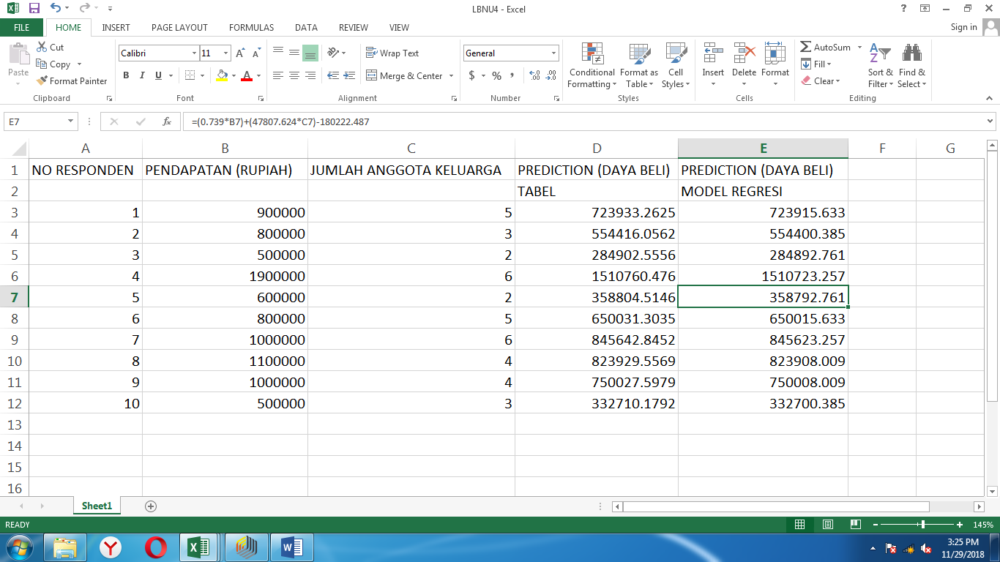 LBNU4 - Excel
?
FILE HOME INSERT PAGE LAYOUT FORMULAS DATA REVIEW VIEW Sign in
Paste
Cut
Copy
Format Painter
Clipboard
Calibri 11 A A
B I U A
Font
Wrap Text
Merge & Center
Alignment
General
$ % , .00 .0
Number
Conditional Formatting
Format as Table
Cell Styles
Styles
Insert Delete Format
Cells
AutoSum
Fill
Clear
Sort & Filter
Find & Select
Editing
E7 fx =(0.739*B7)+(47807.624*C7)-180222.487
A B C D E F G
1 NO RESPONDEN PENDAPATAN (RUPIAH) JUMLAH ANGGOTA KELUARGA PREDICTION (DAYA BELI) PREDICTION (DAYA BELI)
2 TABEL MODEL REGRESI
3 1 900000 5 723933.2625 723915.633
4 2 800000 3 554416.0562 554400.385
5 3 500000 2 284902.5556 284892.761
6 4 1900000 6 1510760.476 1510723.257
7 5 600000 2 358804.5146 358792.761
8 6 800000 5 650031.3035 650015.633
9 7 1000000 6 845642.8452 845623.257
10 8 1100000 4 823929.5569 823908.009
11 9 1000000 4 750027.5979 750008.009
12 10 500000 3 332710.1792 332700.385
13
14
15
16
Sheet1
READY 145%
3:25 PM
11/29/2018